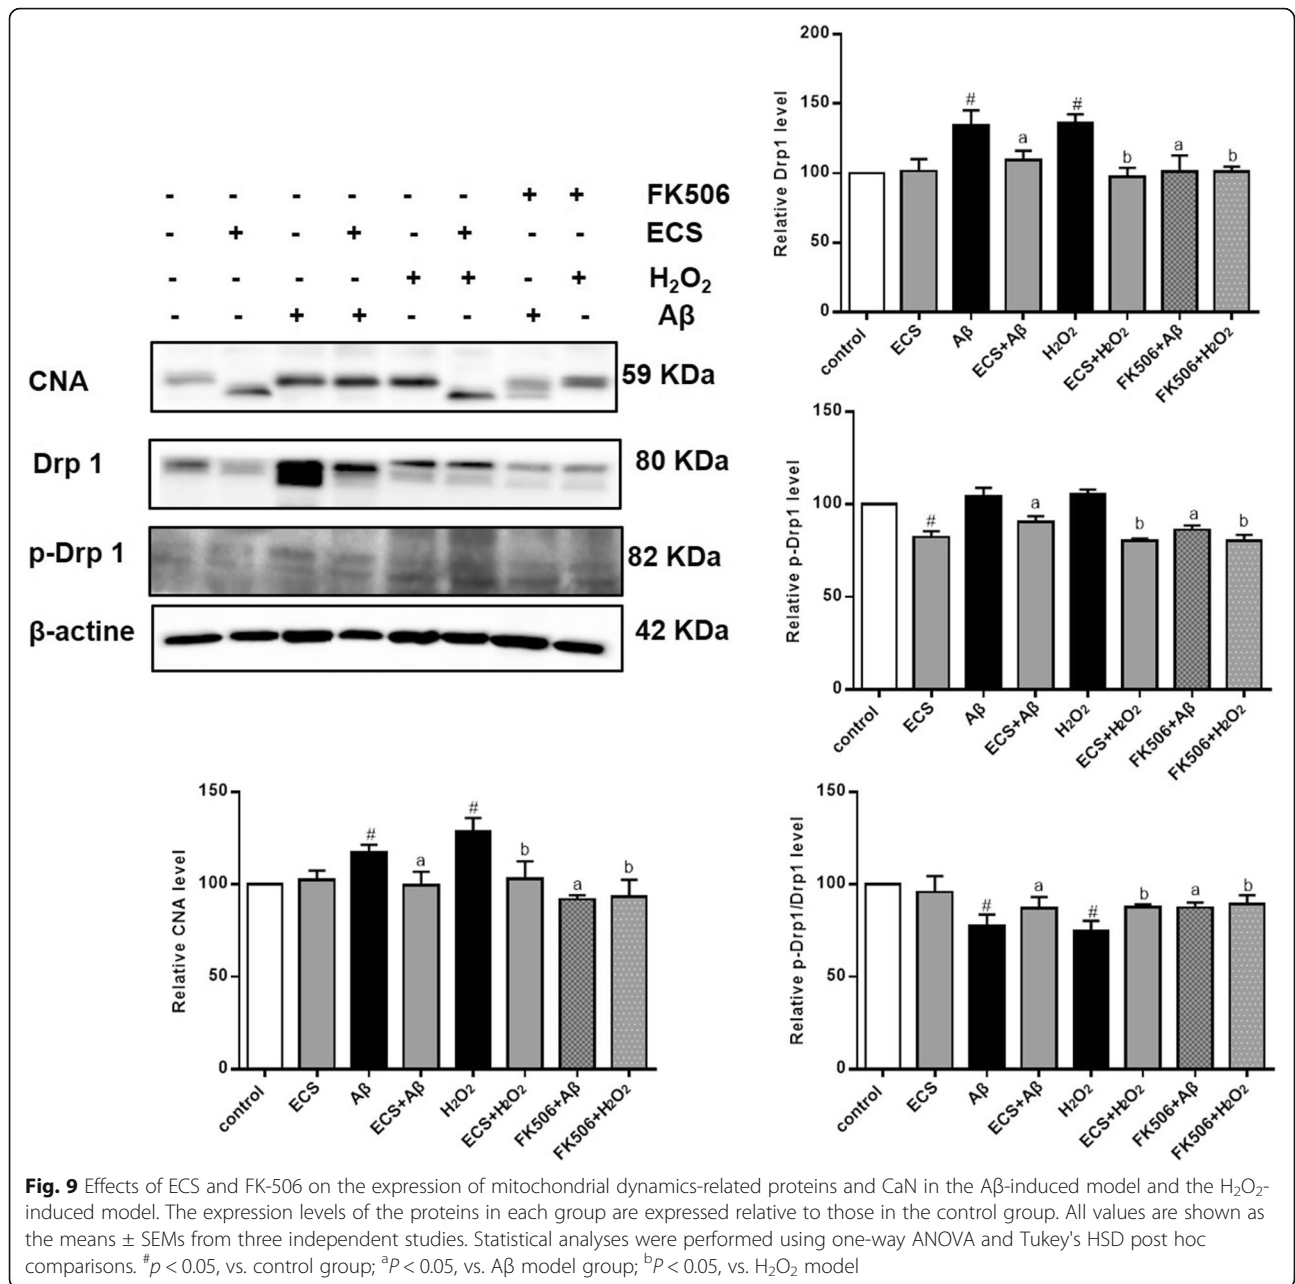 - - - - - - + + FK506
- + - + - + - - ECS
- - - - + + - + H₂O₂
- - + + - - + - Aβ
CNA 59 KDa
Drp 1 80 KDa
p-Drp 1 82 KDa
β-actine 42 KDa
Relative Drp1 level
200
150
100
50
0
# a # b a b
control ECS Aβ ECS+Aβ H₂O₂ ECS+H₂O₂ FK506+Aβ FK506+H₂O₂
Relative p-Drp1 level
150
100
50
0
# a b a b
control ECS Aβ ECS+Aβ H₂O₂ ECS+H₂O₂ FK506+Aβ FK506+H₂O₂
Relative CNA level
150
100
50
0
# a # b a b
control ECS Aβ ECS+Aβ H₂O₂ ECS+H₂O₂ FK506+Aβ FK506+H₂O₂
Relative p-Drp1/Drp1 level
150
100
50
0
# a # b a b
control ECS Aβ ECS+Aβ H₂O₂ ECS+H₂O₂ FK506+Aβ FK506+H₂O₂
Fig. 9 Effects of ECS and FK-506 on the expression of mitochondrial dynamics-related proteins and CaN in the Aβ-induced model and the H₂O₂-
induced model. The expression levels of the proteins in each group are expressed relative to those in the control group. All values are shown as
the means ± SEMs from three independent studies. Statistical analyses were performed using one-way ANOVA and Tukey's HSD post hoc
comparisons. #p < 0.05, vs. control group; ᵃP < 0.05, vs. Aβ model group; ᵇP < 0.05, vs. H₂O₂ model